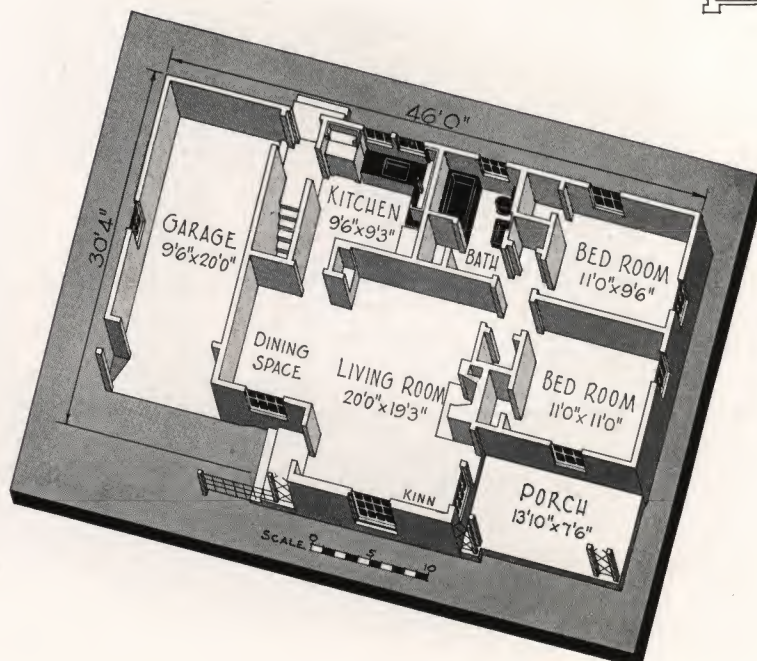 46'0"
30'4"
GARAGE
9'6"x20'0"
KITCHEN
9'6"x9'3"
BATH
BED ROOM
11'0"x9'6"
DINING
SPACE
LIVING ROOM
20'0"x19'3"
BED ROOM
11'0"x11'0"
KINN
PORCH
13'10"x7'6"
SCALE 0 5 10